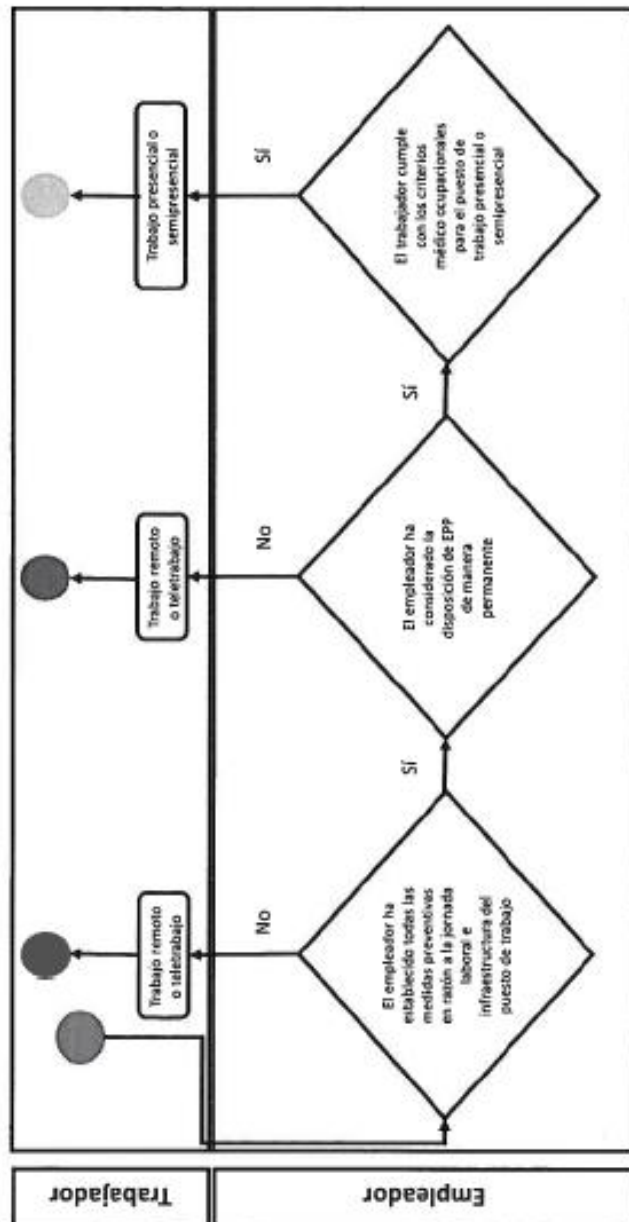 Trabajador
Trabajo remoto
o teletrabajo
Trabajo remoto
o teletrabajo
Trabajo presencial o
semipresencial
Empleador
No
No
Sí
El empleador ha
establecido todas las
medidas preventivas
en razón a la jornada
laboral e
infraestructura del
puesto de trabajo
Sí
El empleador ha
considerado la
disposición de EPP
de manera
permanente
Sí
El trabajador cumple
con los criterios
médico ocupacionales
para el puesto de
trabajo presencial o
semipresencial